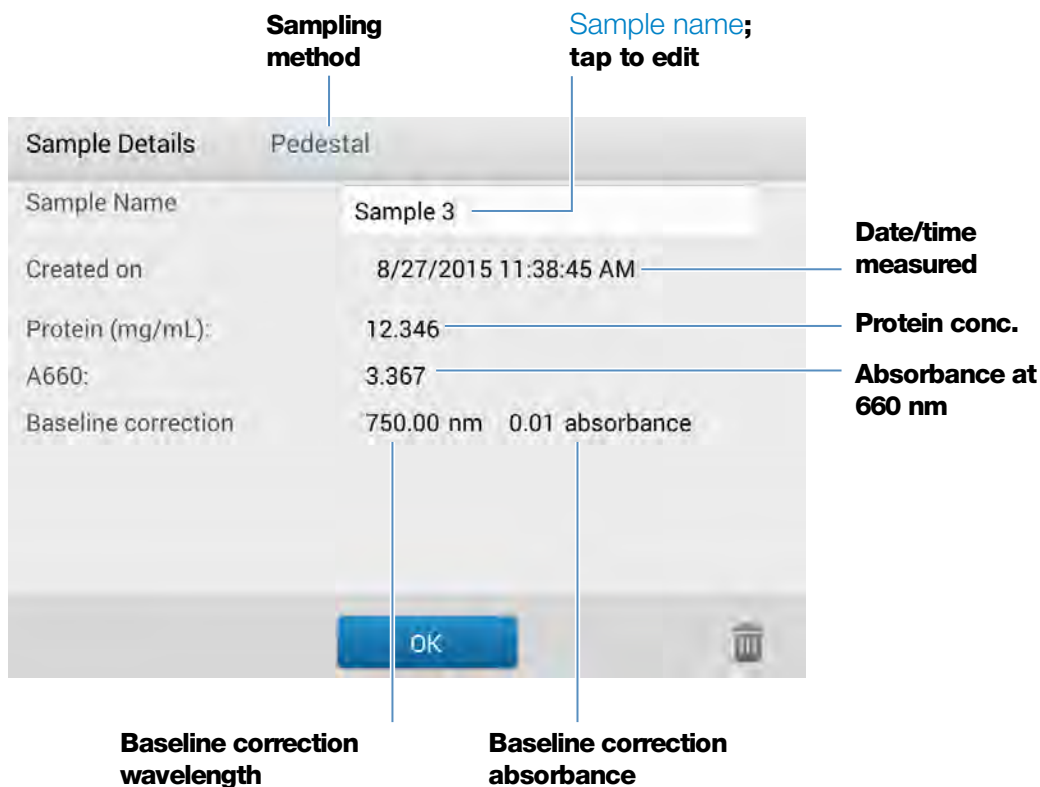 Sampling
method
Sample name;
tap to edit
Sample Details Pedestal
Sample Name Sample 3
Created on 8/27/2015 11:38:45 AM
Date/time
measured
Protein (mg/mL): 12.346
Protein conc.
A660: 3.367
Absorbance at
660 nm
Baseline correction 750.00 nm 0.01 absorbance
OK
Baseline correction
wavelength
Baseline correction
absorbance